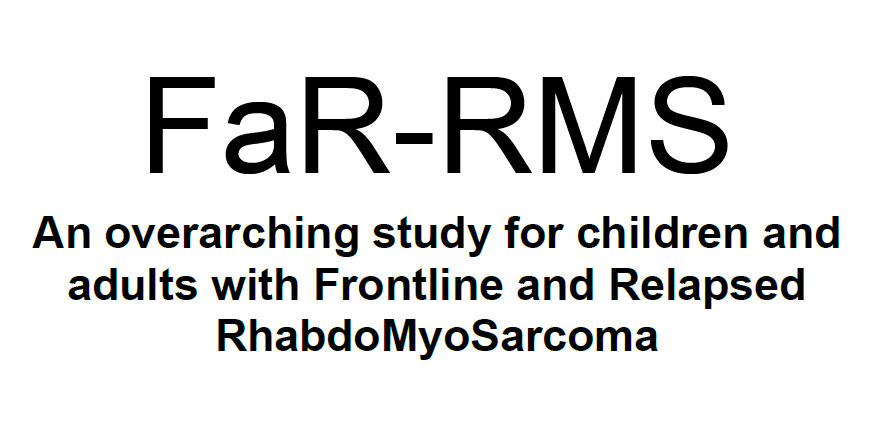 FaR-RMS
An overarching study for children and
adults with Frontline and Relapsed
RhabdoMyoSarcoma